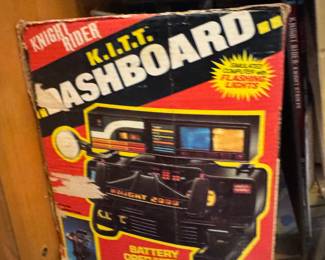 KNIGHT
RIDER
K.I.T.T.
DASHBOARD
SIMULATED
COMPUTER with
FLASHING
LIGHTS
KNIGHT 2000
K.I.T.T.
BATTERY